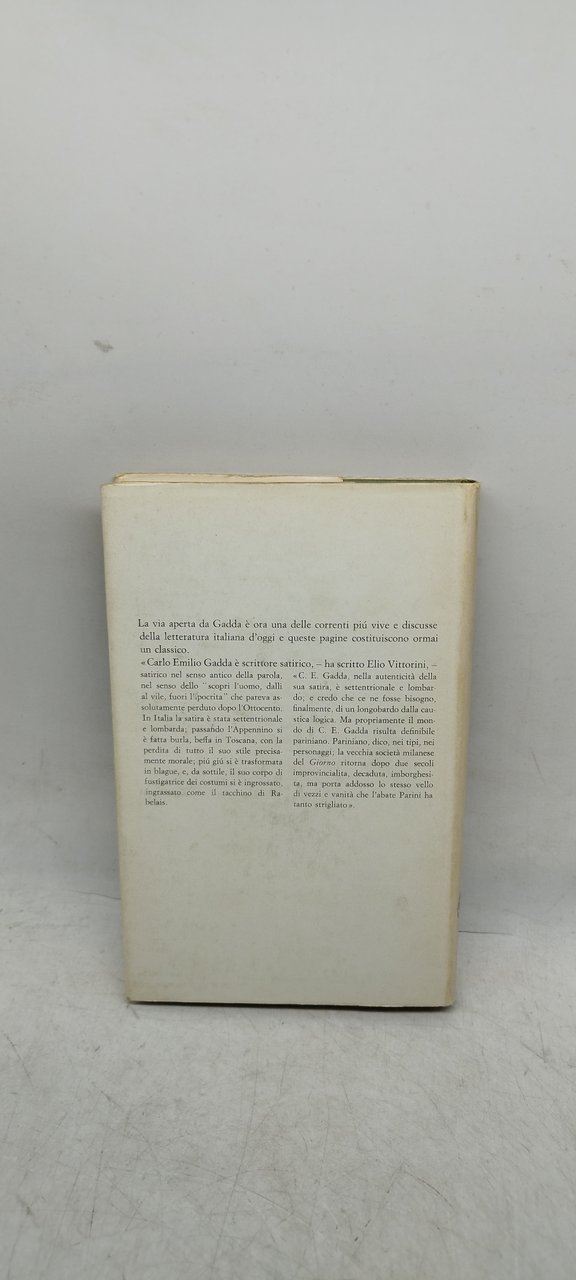 La via aperta da Gadda è ora una delle correnti piú vive e discusse
della letteratura italiana d'oggi e queste pagine costituiscono ormai
un classico.
«Carlo Emilio Gadda è scrittore satirico, – ha scritto Elio Vittorini, –
satirico nel senso antico della parola,
nel senso dello "scopri l'uomo, dalli
al vile, fuori l'ipocrita" che pareva as-
solutamente perduto dopo l'Ottocento.
In Italia la satira è stata settentrionale
e lombarda; passando l'Appennino si
è fatta burla, beffa in Toscana, con la
perdita di tutto il suo stile precisa-
mente morale; piú giú si è trasformata
in blague, e, da sottile, il suo corpo di
fustigatrice dei costumi si è ingrossato,
ingrassato come il tacchino di Ra-
belais.
«C. E. Gadda, nella autenticità della
sua satira, è settentrionale e lombar-
do; e credo che ce ne fosse bisogno,
finalmente, di un longobardo dalla cau-
stica logica. Ma propriamente il mon-
do di C. E. Gadda risulta definibile
pariniano. Pariniano, dico, nei tipi, nei
personaggi; la vecchia società milanese
del Giorno ritorna dopo due secoli
improvincialita, decaduta, imborghesi-
ta, ma porta addosso lo stesso vello
di vezzi e vanità che l'abate Parini ha
tanto strigliato».